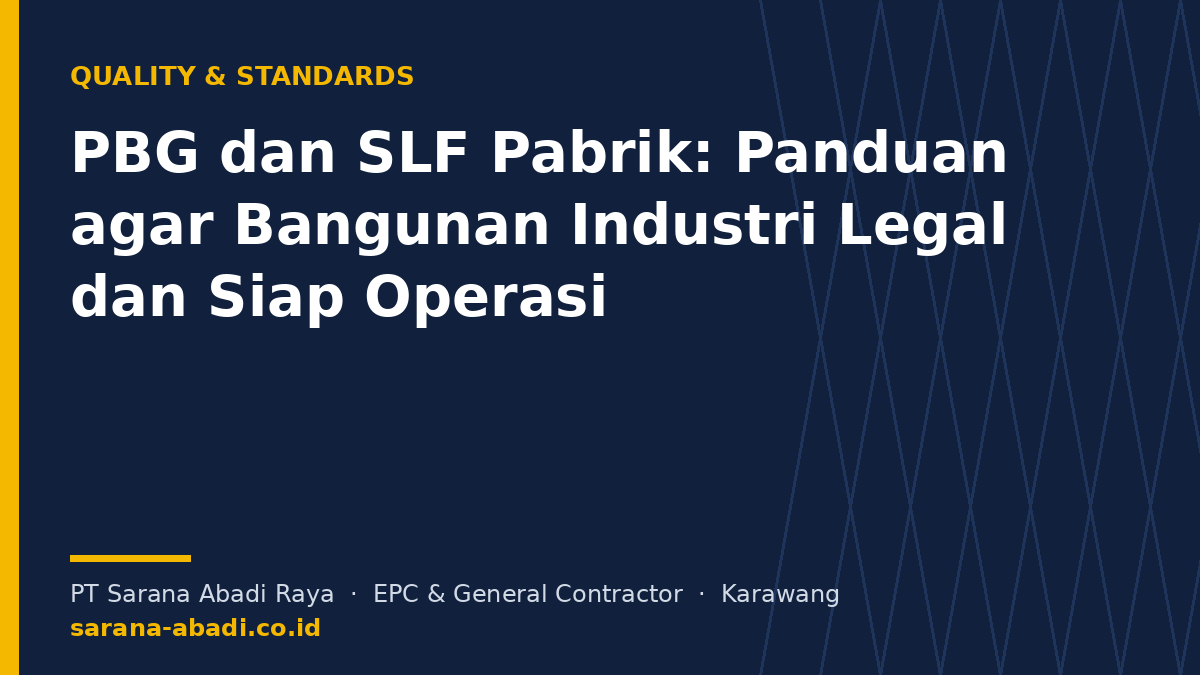 QUALITY & STANDARDS
PBG dan SLF Pabrik: Panduan
agar Bangunan Industri Legal
dan Siap Operasi
PT Sarana Abadi Raya · EPC & General Contractor · Karawang
sarana-abadi.co.id